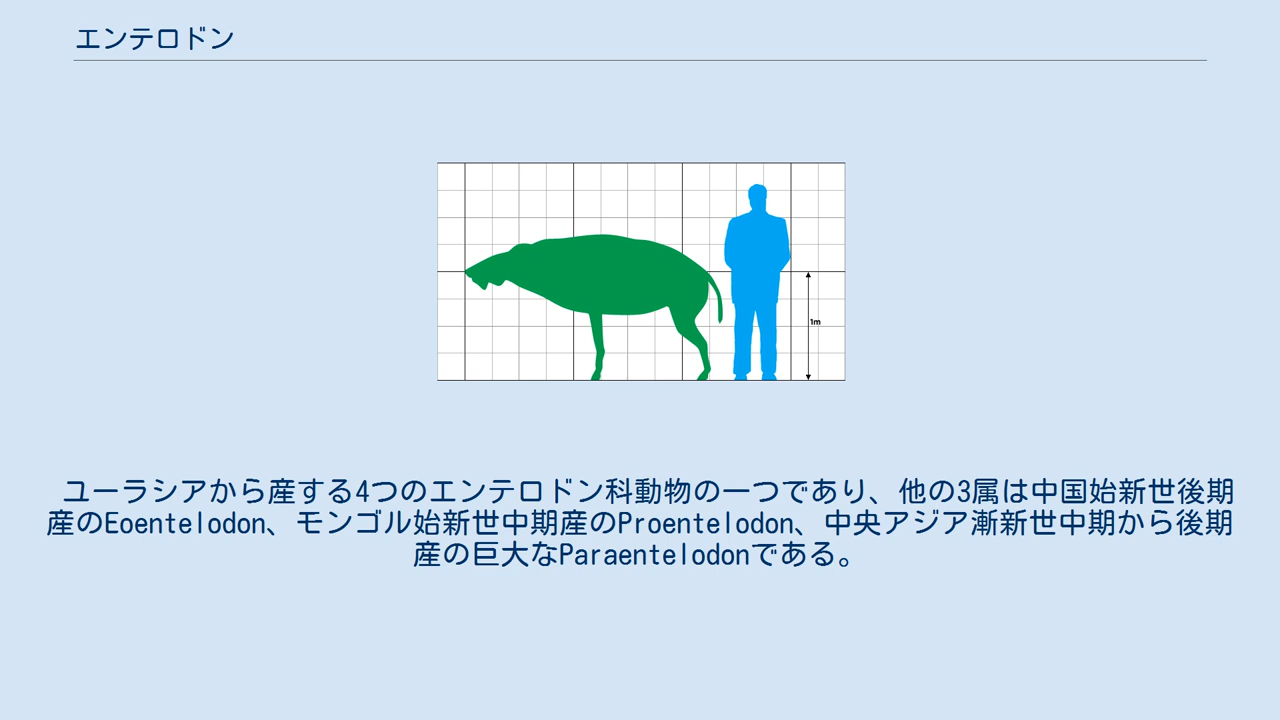 エンテロドン
1m
ユーラシアから産する4つのエンテロドン科動物の一つであり、他の3属は中国始新世後期
産のEoentelodon、モンゴル始新世中期産のProentelodon、中央アジア漸新世中期から後期
産の巨大なParaentelodonである。